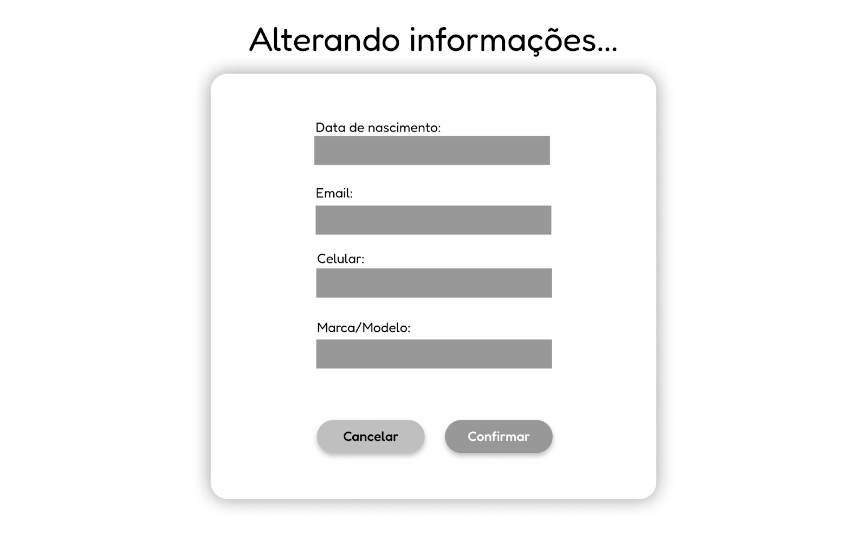 Alterando informações...
Data de nascimento:
Email:
Celular:
Marca/Modelo:
Cancelar
Confirmar